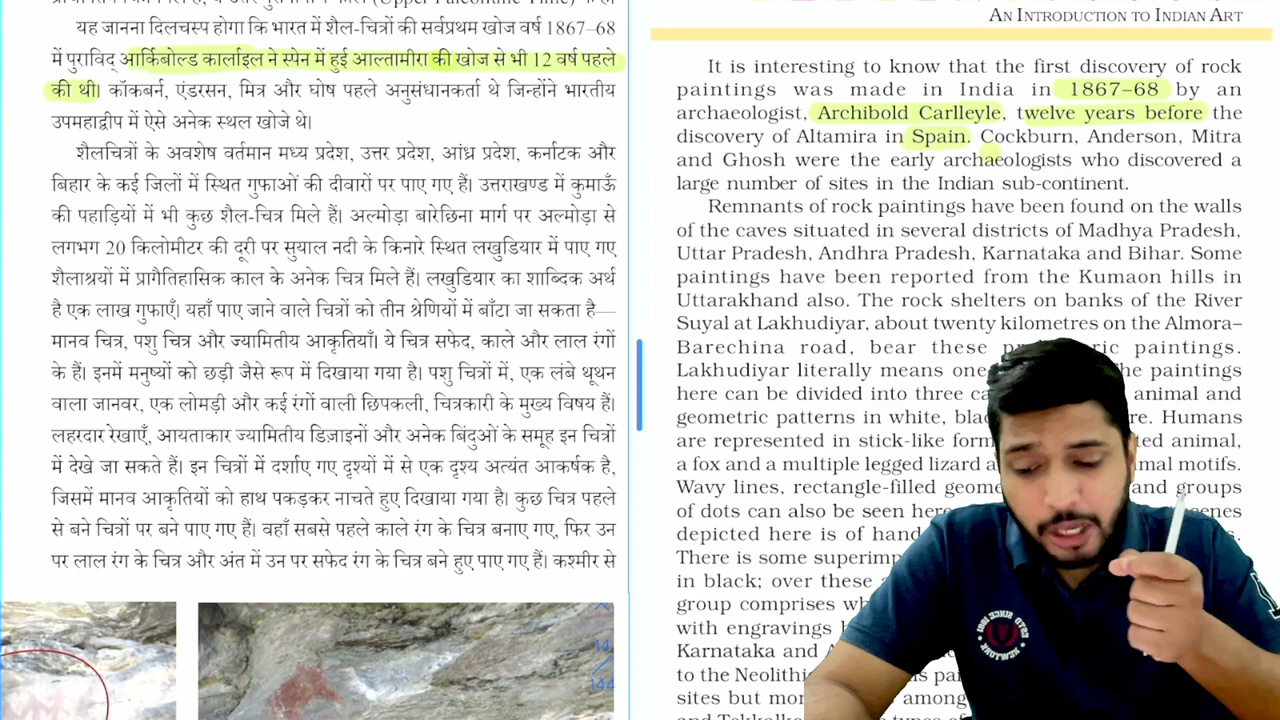 यह जानना दिलचस्प होगा कि भारत में शैल-चित्रों की सर्वप्रथम खोज वर्ष 1867–68
में पुराविद् आर्किबोल्ड कार्लाइल ने स्पेन में हुई आल्तामीरा की खोज से भी 12 वर्ष पहले
की थी। कॉकबर्न, एंडरसन, मित्र और घोष पहले अनुसंधानकर्ता थे जिन्होंने भारतीय
उपमहाद्वीप में ऐसे अनेक स्थल खोजे थे।
शैलचित्रों के अवशेष वर्तमान मध्य प्रदेश, उत्तर प्रदेश, आंध्र प्रदेश, कर्नाटक और
बिहार के कई जिलों में स्थित गुफाओं की दीवारों पर पाए गए हैं। उत्तराखण्ड में कुमाऊँ
की पहाड़ियों में भी कुछ शैल-चित्र मिले हैं। अल्मोड़ा बारेछिना मार्ग पर अल्मोड़ा से
लगभग 20 किलोमीटर की दूरी पर सुयाल नदी के किनारे स्थित लखुडियार में पाए गए
शैलाश्रयों में प्रागैतिहासिक काल के अनेक चित्र मिले हैं। लखुडियार का शाब्दिक अर्थ
है एक लाख गुफाएँ। यहाँ पाए जाने वाले चित्रों को तीन श्रेणियों में बाँटा जा सकता है—
मानव चित्र, पशु चित्र और ज्यामितीय आकृतियाँ। ये चित्र सफेद, काले और लाल रंगों
के हैं। इनमें मनुष्यों को छड़ी जैसे रूप में दिखाया गया है। पशु चित्रों में, एक लंबे थूथन
वाला जानवर, एक लोमड़ी और कई रंगों वाली छिपकली, चित्रकारी के मुख्य विषय हैं।
लहरदार रेखाएँ, आयताकार ज्यामितीय डिज़ाइनों और अनेक बिंदुओं के समूह इन चित्रों
में देखे जा सकते हैं। इन चित्रों में दर्शाए गए दृश्यों में से एक दृश्य अत्यंत आकर्षक है,
जिसमें मानव आकृतियों को हाथ पकड़कर नाचते हुए दिखाया गया है। कुछ चित्र पहले
से बने चित्रों पर बने पाए गए हैं। वहाँ सबसे पहले काले रंग के चित्र बनाए गए, फिर उन
पर लाल रंग के चित्र और अंत में उन पर सफेद रंग के चित्र बने हुए पाए गए हैं। कश्मीर से
14
144
AN INTRODUCTION TO INDIAN ART
It is interesting to know that the first discovery of rock
paintings was made in India in 1867–68 by an
archaeologist, Archibold Carlleyle, twelve years before the
discovery of Altamira in Spain. Cockburn, Anderson, Mitra
and Ghosh were the early archaeologists who discovered a
large number of sites in the Indian sub-continent.
Remnants of rock paintings have been found on the walls
of the caves situated in several districts of Madhya Pradesh,
Uttar Pradesh, Andhra Pradesh, Karnataka and Bihar. Some
paintings have been reported from the Kumaon hills in
Uttarakhand also. The rock shelters on banks of the River
Suyal at Lakhudiyar, about twenty kilometres on the Almora–
Barechina road, bear these paintings.
Lakhudiyar literally means one paintings
here can be divided into three animal and
geometric patterns in white, Humans
are represented in stick-like animal,
a fox and a multiple legged lizard motifs.
Wavy lines, rectangle-filled and groups
of dots can also be seen
depicted here is of
There is some
in black; over these
group comprises
with engravings
Karnataka and
to the Neolithic
sites but among